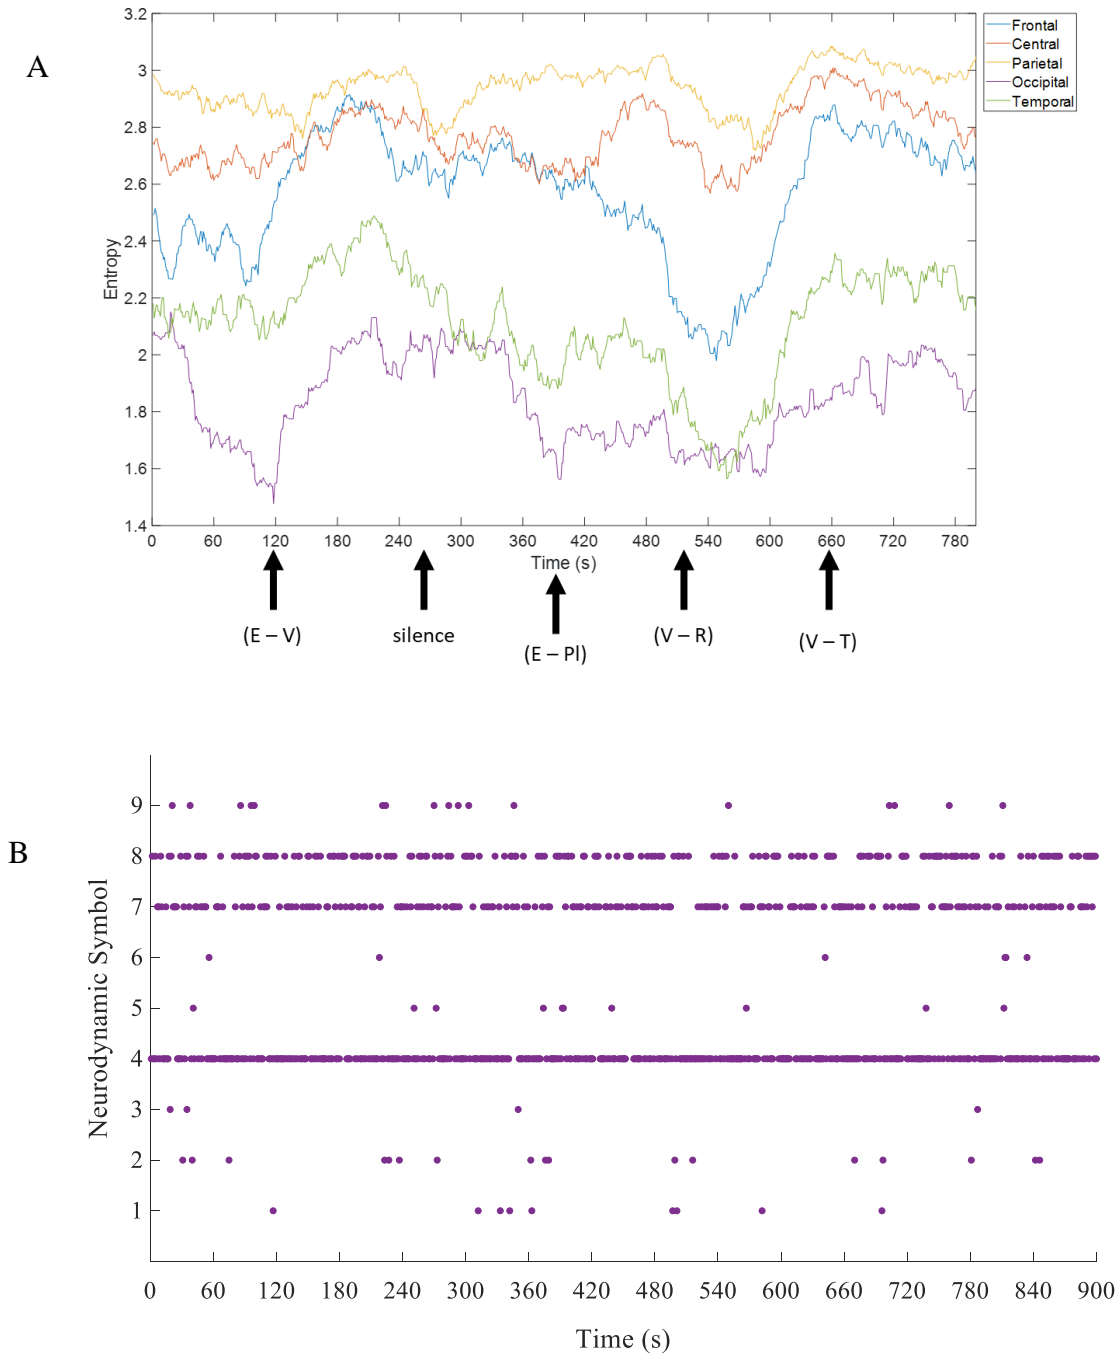 A
3.2
3
2.8
2.6
2.4
2.2
2
1.8
1.6
1.4
Entropy
Frontal
Central
Parietal
Occipital
Temporal
0 60 120 180 240 300 360 420 480 540 600 660 720 780
Time (s)
(E – V)
silence
(E – Pl)
(V – R)
(V – T)
B
9
8
7
6
5
4
3
2
1
Neurodynamic Symbol
0 60 120 180 240 300 360 420 480 540 600 660 720 780 840 900
Time (s)